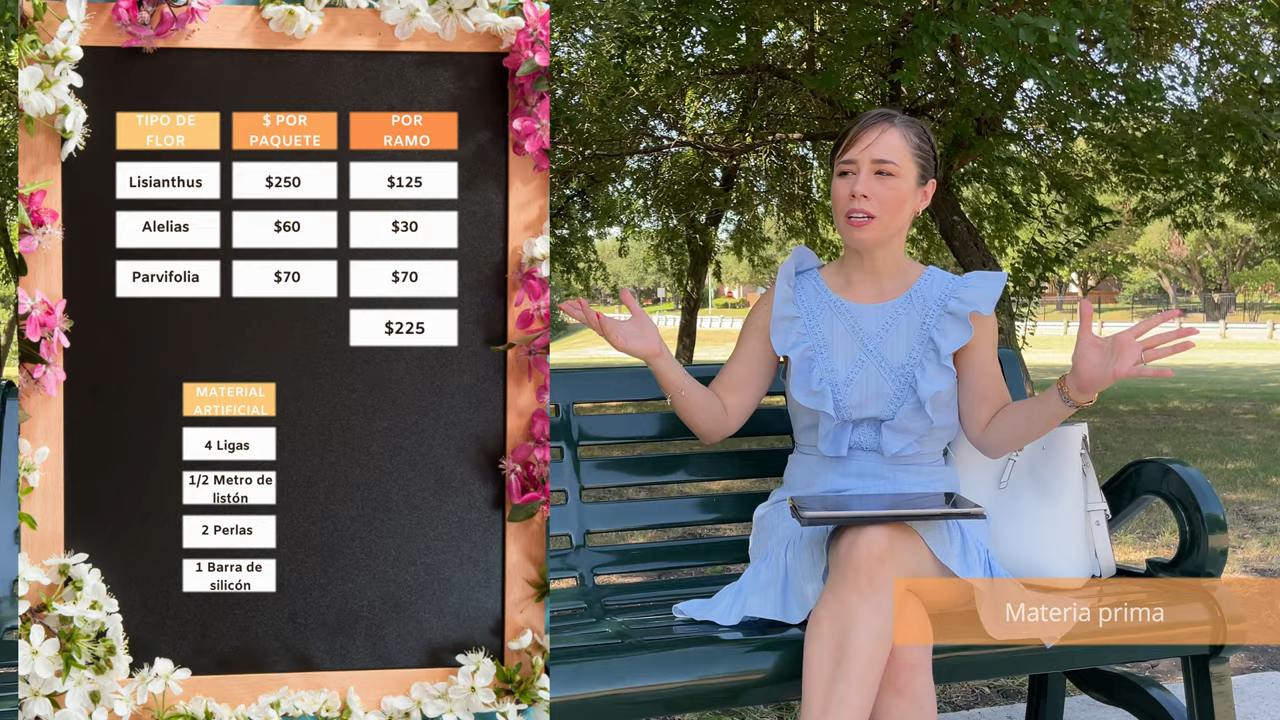 TIPO DE
FLOR
$ POR
PAQUETE
POR
RAMO
Lisianthus
$250
$125
Alelias
$60
$30
Parvifolia
$70
$70
$225
MATERIAL
ARTIFICIAL
4 Ligas
1/2 Metro de
listón
2 Perlas
1 Barra de
silicón
Materia prima